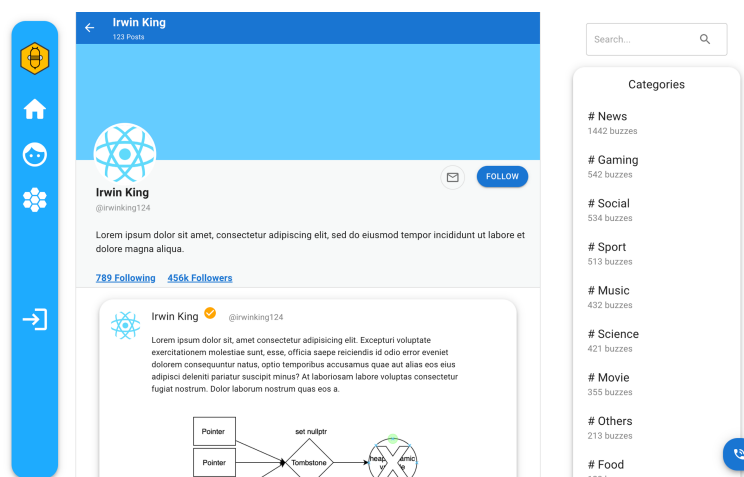 Irwin King
123 Posts
FOLLOW
Irwin King
@irwinking124
Lorem ipsum dolor sit amet, consectetur adipiscing elit, sed do eiusmod tempor incididunt ut labore et
dolore magna aliqua.
789 Following 456k Followers
Irwin King @irwinking124
Lorem ipsum dolor sit, amet consectetur adipisicing elit. Excepturi voluptate
exercitationem molestiae sunt, esse, officia saepe reiciendis id odio error eveniet
dolorem consequuntur natus, optio temporibus accusamus quae aut alias eos eius
adipisci deleniti pariatur suscipit minus? At laboriosam labore voluptas consectetur
fugiat nostrum. Dolor laborum nostrum quas eos a.
Pointer
set nullptr
Pointer
Tombstone
Search...
Categories
# News
1442 buzzes
# Gaming
542 buzzes
# Social
534 buzzes
# Sport
513 buzzes
# Music
432 buzzes
# Science
421 buzzes
# Movie
355 buzzes
# Others
213 buzzes
# Food